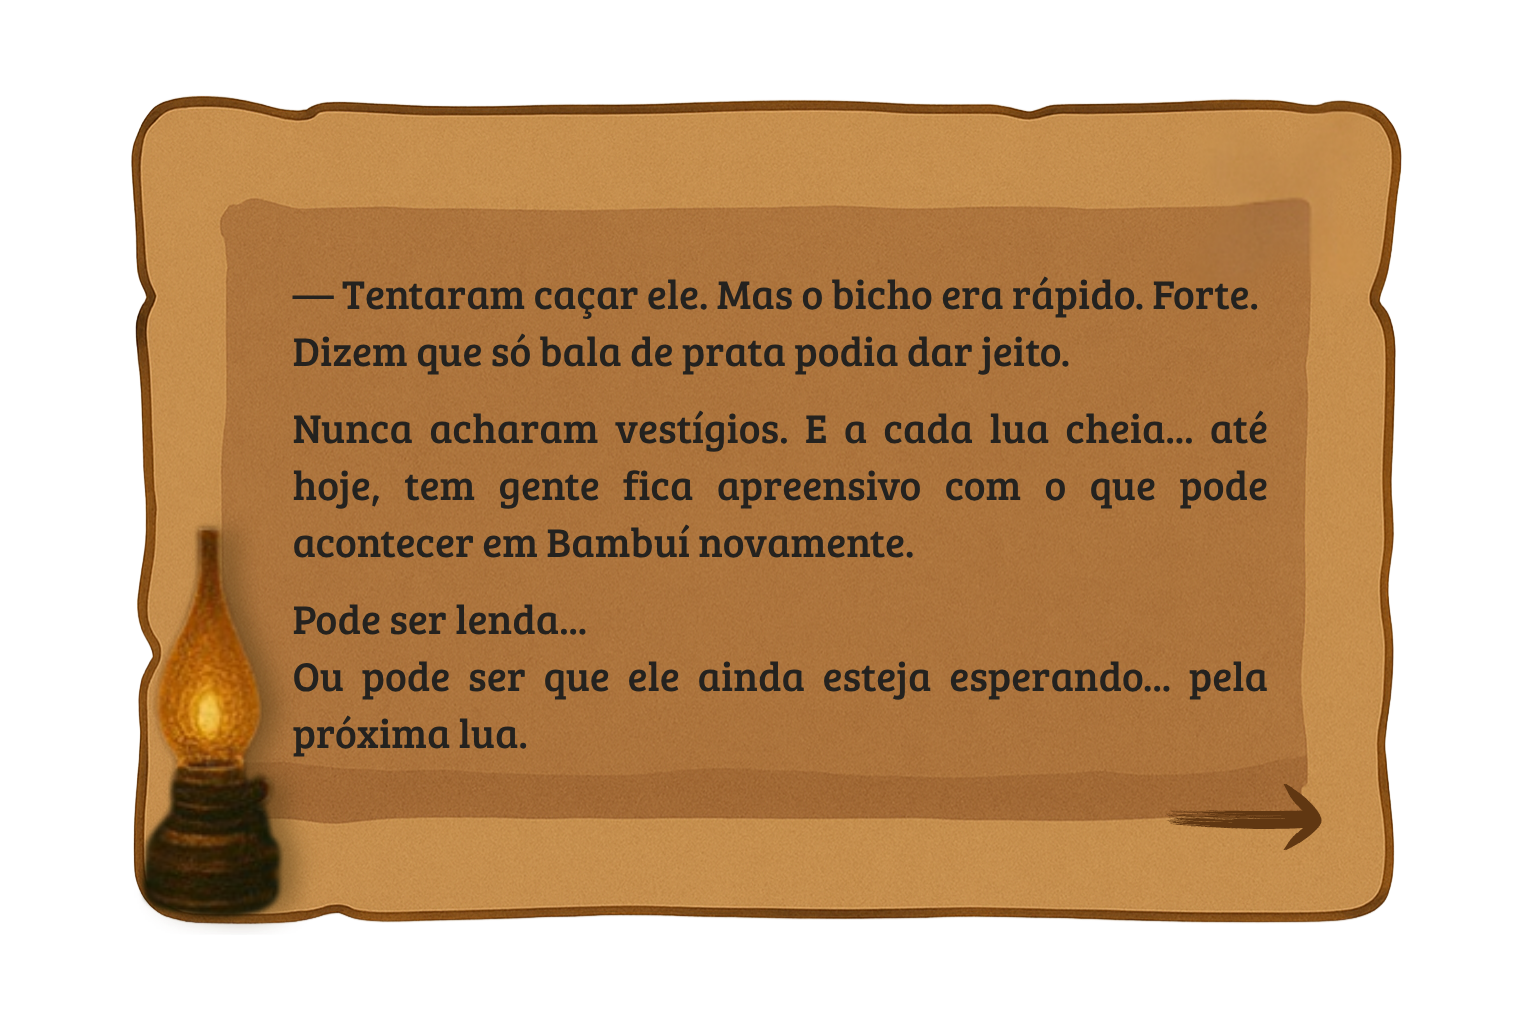 — Tentaram caçar ele. Mas o bicho era rápido. Forte.
Dizem que só bala de prata podia dar jeito.
Nunca acharam vestígios. E a cada lua cheia... até
hoje, tem gente fica apreensivo com o que pode
acontecer em Bambuí novamente.
Pode ser lenda...
Ou pode ser que ele ainda esteja esperando... pela
próxima lua.